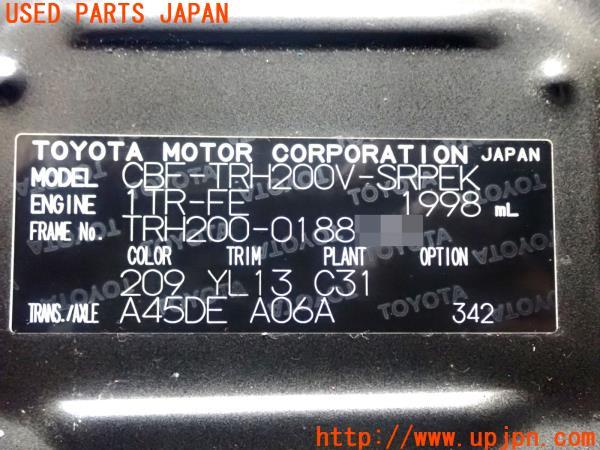 USED PARTS JAPAN
TOYOTA MOTOR CORPORATION JAPAN
MODEL CBF-TRH200V-SRPEK
ENGINE 1TR-FE 1998 mL
FRAME No. TRH200-0188
COLOR TRIM PLANT OPTION
209 YL13 C31
TRANS./AXLE A45DE A06A 342
http://www.upjpn.com/